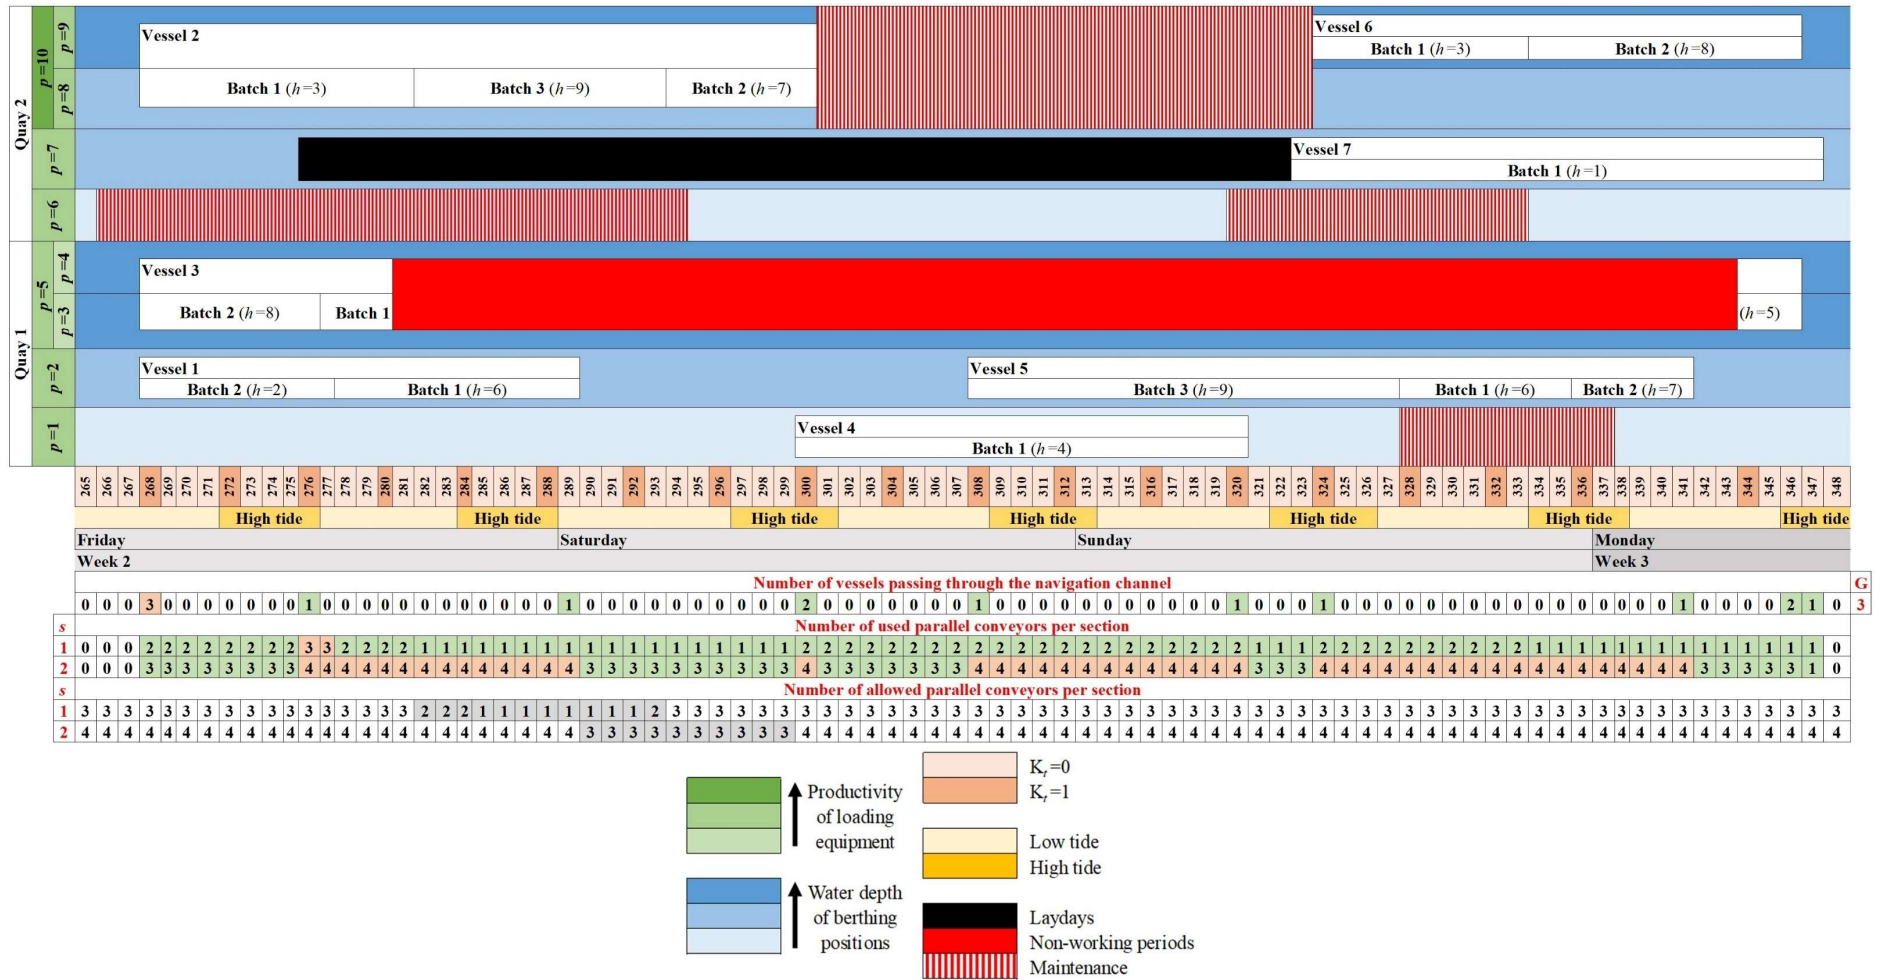 Quay 2
p=10
p=9
p=8
p=7
p=6
Quay 1
p=5
p=4
p=3
p=2
p=1
Vessel 2
Batch 1 (h=3) Batch 3 (h=9) Batch 2 (h=7)
Vessel 6
Batch 1 (h=3) Batch 2 (h=8)
Vessel 7
Batch 1 (h=1)
Vessel 3
Batch 2 (h=8) Batch 1 (h=5)
Vessel 1
Batch 2 (h=2) Batch 1 (h=6)
Vessel 5
Batch 3 (h=9) Batch 1 (h=6) Batch 2 (h=7)
Vessel 4
Batch 1 (h=4)
265 266 267 268 269 270 271 272 273 274 275 276 277 278 279 280 281 282 283 284 285 286 287 288 289 290 291 292 293 294 295 296 297 298 299 300 301 302 303 304 305 306 307 308 309 310 311 312 313 314 315 316 317 318 319 320 321 322 323 324 325 326 327 328 329 330 331 332 333 334 335 336 337 338 339 340 341 342 343 344 345 346 347 348
High tide High tide High tide High tide High tide High tide High tide
Friday Saturday Sunday Monday
Week 2 Week 3
Number of vessels passing through the navigation channel G
0 0 0 3 0 0 0 0 0 0 0 1 0 0 0 0 0 0 0 0 0 0 0 0 1 0 0 0 0 0 0 0 0 0 0 2 0 0 0 0 0 0 0 1 0 0 0 0 0 0 0 0 0 0 0 1 0 0 0 1 0 0 0 0 0 0 0 0 0 0 0 0 0 0 0 0 1 0 0 0 0 2 1 0 3
s Number of used parallel conveyors per section
1 0 0 0 2 2 2 2 2 2 2 2 3 3 2 2 2 2 1 1 1 1 1 1 1 1 1 1 1 1 1 1 1 1 1 1 2 2 2 2 2 2 2 2 2 2 2 2 2 2 2 2 2 2 2 2 2 1 1 1 2 2 2 2 2 2 2 2 2 2 1 1 1 1 1 1 1 1 1 1 1 1 1 1 0
2 0 0 0 3 3 3 3 3 3 3 3 4 4 4 4 4 4 4 4 4 4 4 4 4 4 3 3 3 3 3 3 3 3 3 3 4 3 3 3 3 3 3 3 4 4 4 4 4 4 4 4 4 4 4 4 4 3 3 3 4 4 4 4 4 4 4 4 4 4 4 4 4 4 4 4 4 4 3 3 3 3 3 1 0
s Number of allowed parallel conveyors per section
1 3 3 3 3 3 3 3 3 3 3 3 3 3 3 3 3 3 2 2 2 1 1 1 1 1 1 1 1 2 3 3 3 3 3 3 3 3 3 3 3 3 3 3 3 3 3 3 3 3 3 3 3 3 3 3 3 3 3 3 3 3 3 3 3 3 3 3 3 3 3 3 3 3 3 3 3 3 3 3 3 3 3 3 3
2 4 4 4 4 4 4 4 4 4 4 4 4 4 4 4 4 4 4 4 4 4 4 4 4 4 3 3 3 3 3 3 3 3 3 3 4 4 4 4 4 4 4 4 4 4 4 4 4 4 4 4 4 4 4 4 4 4 4 4 4 4 4 4 4 4 4 4 4 4 4 4 4 4 4 4 4 4 4 4 4 4 4 4 4
Productivity
of loading
equipment
Water depth
of berthing
positions
Kt=0
Kt=1
Low tide
High tide
Laydays
Non-working periods
Maintenance